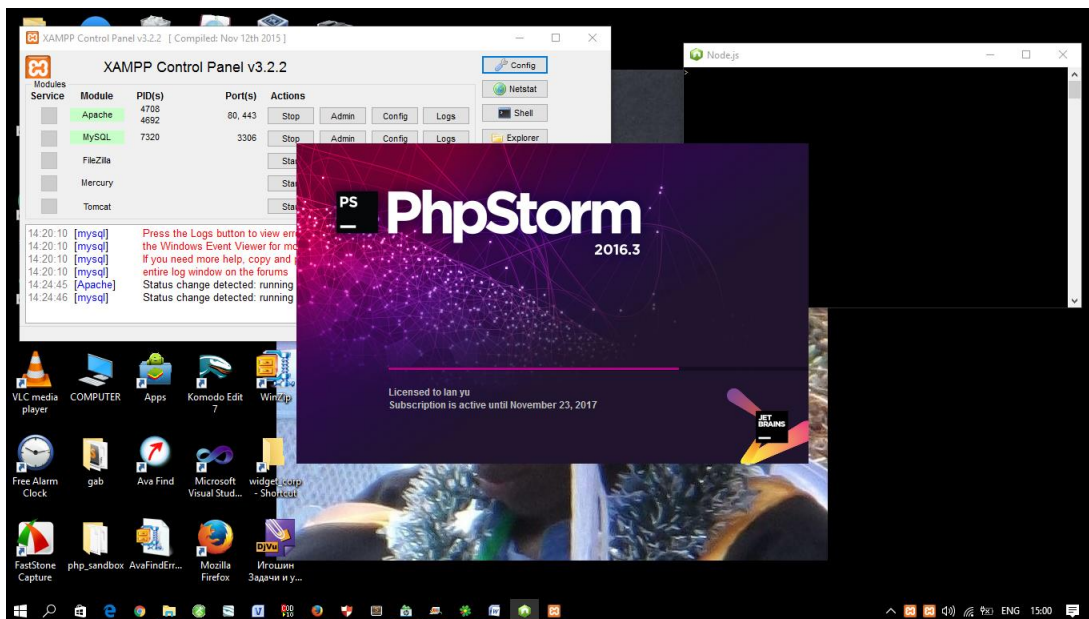 XAMPP Control Panel v3.2.2 [ Compiled: Nov 12th 2015 ]
XAMPP Control Panel v3.2.2
Config
Netstat
Shell
Explorer
Modules
Service Module PID(s) Port(s) Actions
Apache 4708 4692 80, 443 Stop Admin Config Logs
MySQL 7320 3306 Stop Admin Config Logs
FileZilla
Mercury
Tomcat
14:20:10 [mysql] Press the Logs button to view
14:20:10 [mysql] the Windows Event Viewer for
14:20:10 [mysql] If you need more help, copy and
14:20:10 [mysql] entire log window on the forums
14:24:45 [Apache] Status change detected: running
14:24:46 [mysql] Status change detected: running
Node.js
>
PS
PhpStorm
2016.3
Licensed to Ian yu
Subscription is active until November 23, 2017
JET
BRAINS
VLC media player
COMPUTER
Apps
Komodo Edit 7
WinZip
Free Alarm Clock
gab
Ava Find
Microsoft Visual Stud...
widget_corp - Shortcut
FastStone Capture
php_sandbox
AvaFindErr...
Mozilla Firefox
DjVu
Игошин Задачи и у...
ENG 15:00